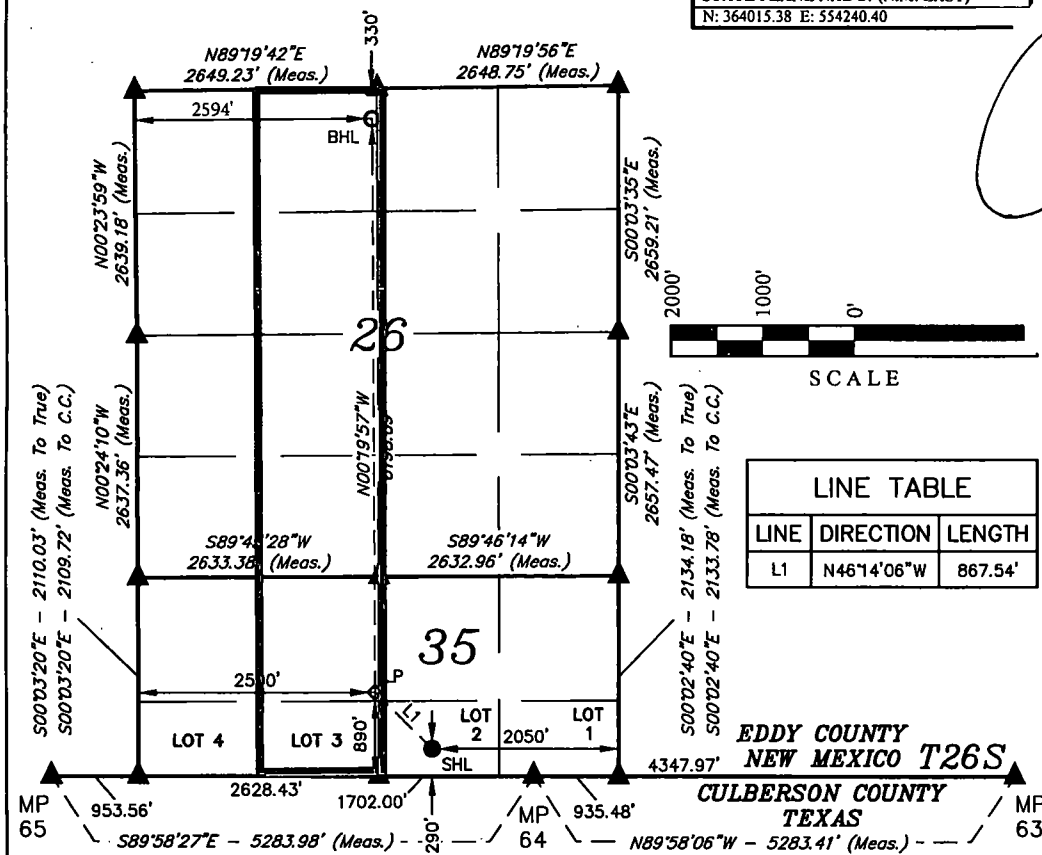 N: 364015.38 E: 554240.40
330'
N89°19'42"E
2649.23' (Meas.)
N89°19'56"E
2648.75' (Meas.)
2594'
BHL
N00°23'59"W
2639.18' (Meas.)
S00°03'35"E
2659.21' (Meas.)
2000'
1000'
0'
SCALE
26
N00°19'57"W
N00°24'10"W
2637.36' (Meas.)
S00°03'43"E
2657.47' (Meas.)
LINE TABLE
LINE DIRECTION LENGTH
L1 N46°14'06"W 867.54'
2633.38' (Meas.)
S89°46'14"W
2632.96' (Meas.)
S00°03'20"E - 2110.03' (Meas. To True)
S00°03'20"E - 2109.72' (Meas. To C.C.)
S00°02'40"E - 2134.18' (Meas. To True)
S00°02'40"E - 2133.78' (Meas. To C.C.)
35
LP
L1
LOT 4
LOT 3
890'
LOT
2
LOT
1
2050'
SHL
EDDY COUNTY
NEW MEXICO T26S
4347.97'
CULBERSON COUNTY
TEXAS
MP
65
953.56'
2628.43'
1702.00'
290'
MP
64
935.48'
MP
63
S89°58'27"E - 5283.98' (Meas.)
N89°58'06"W - 5283.41' (Meas.)